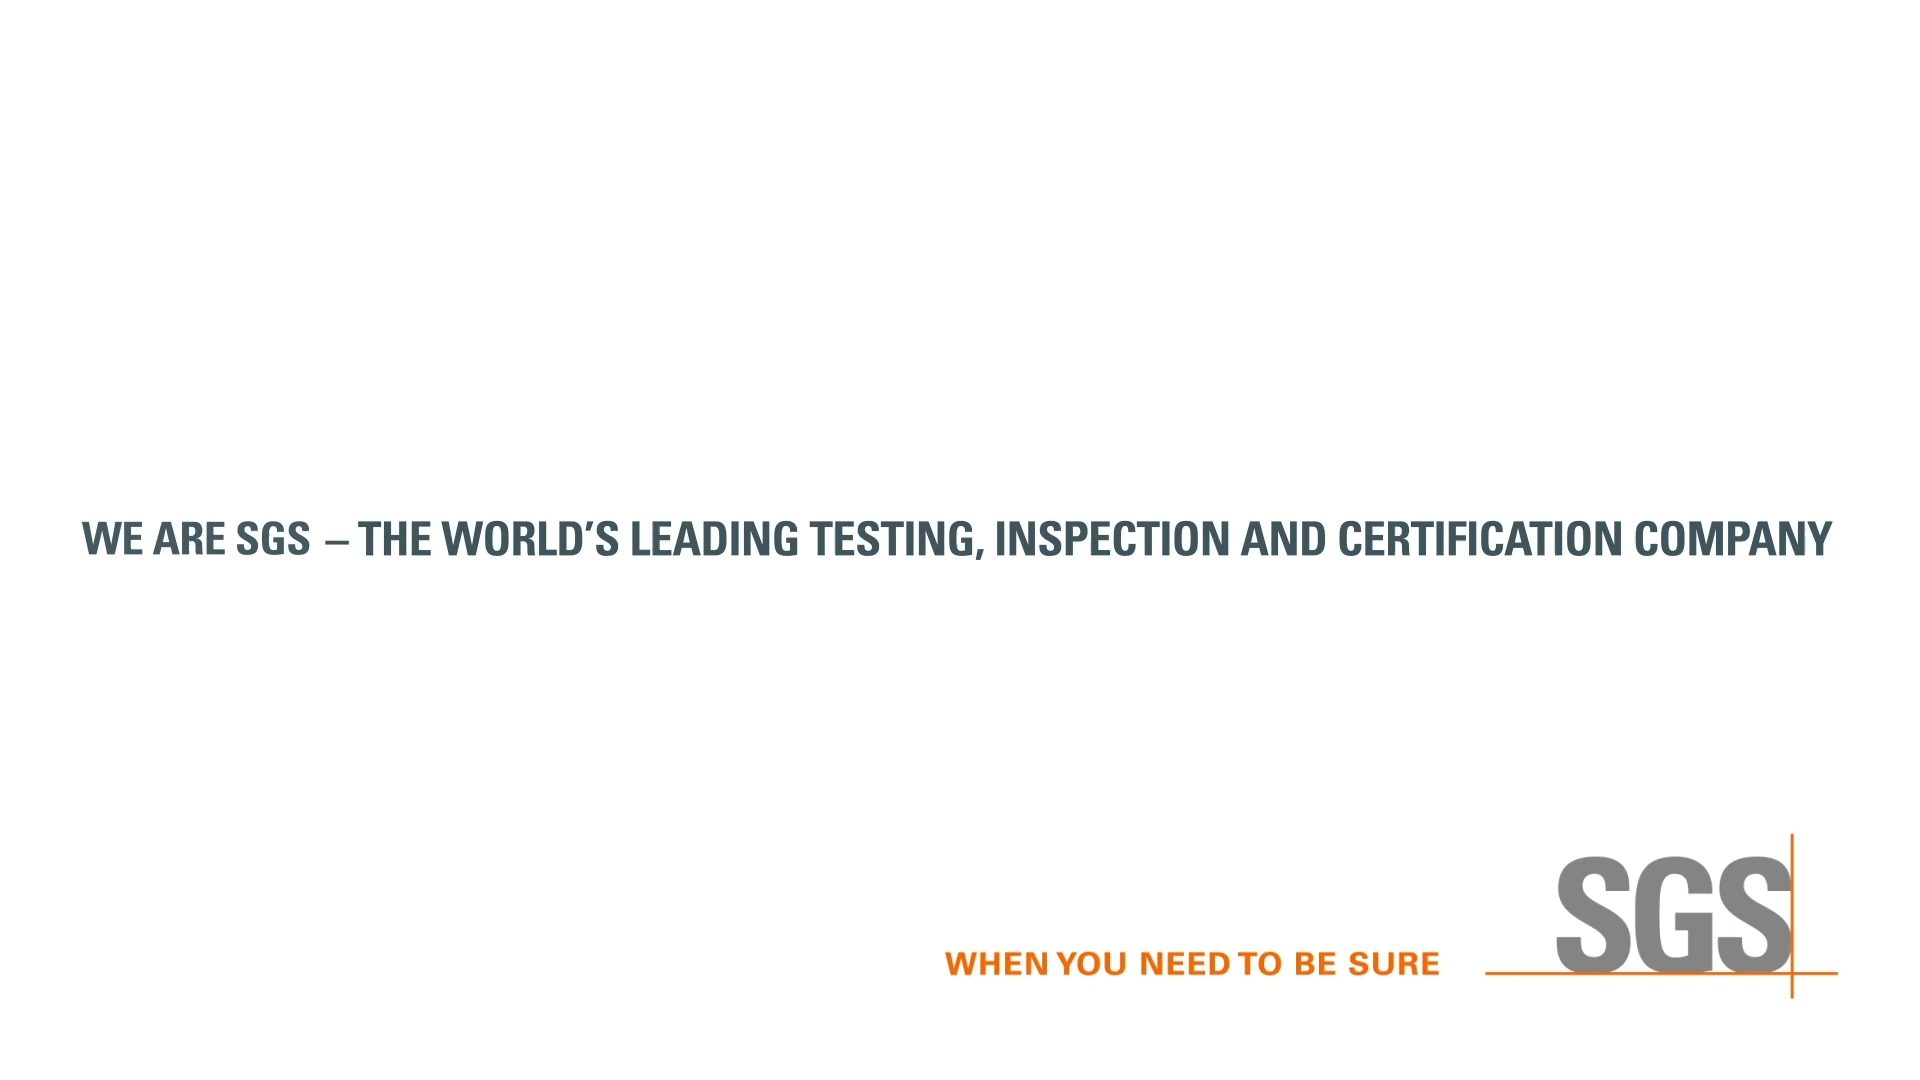 WE ARE SGS – THE WORLD’S LEADING TESTING, INSPECTION AND CERTIFICATION COMPANY
WHEN YOU NEED TO BE SURE
SGS